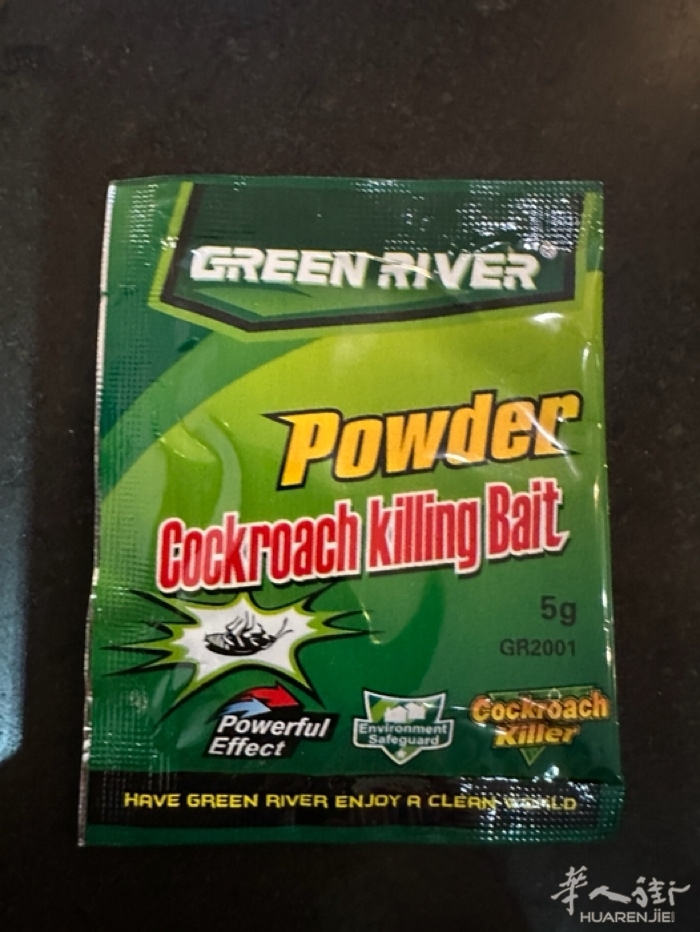 GREEN RIVER®
Powder
Cockroach killing Bait
5g
GR2001
Powerful
Effect
Environment
Safeguard
Cockroach
Killer
HAVE GREEN RIVER ENJOY A CLEAN WORLD
华人街
HUARENJIE